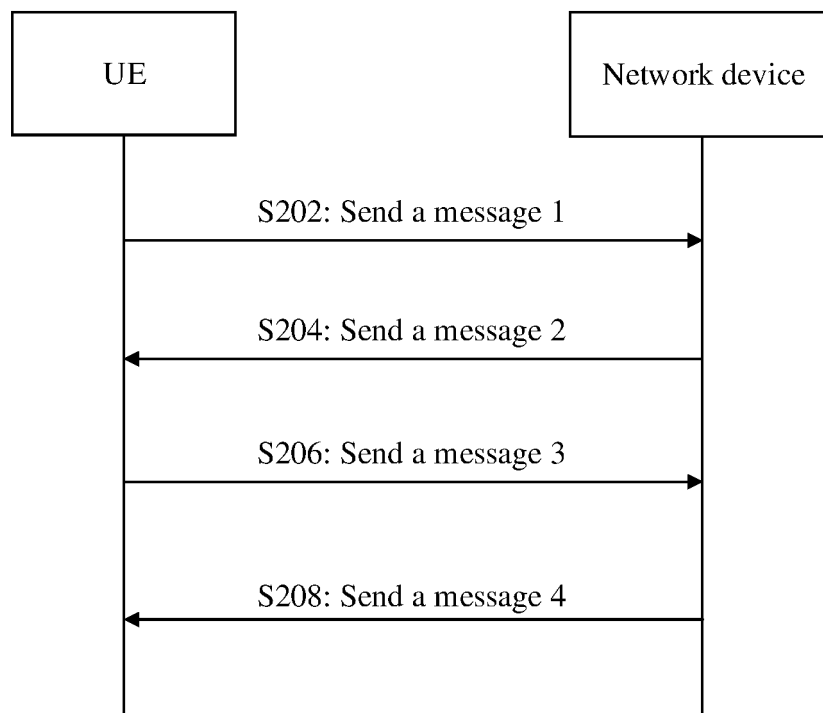 UE
Network device
S202: Send a message 1
S204: Send a message 2
S206: Send a message 3
S208: Send a message 4